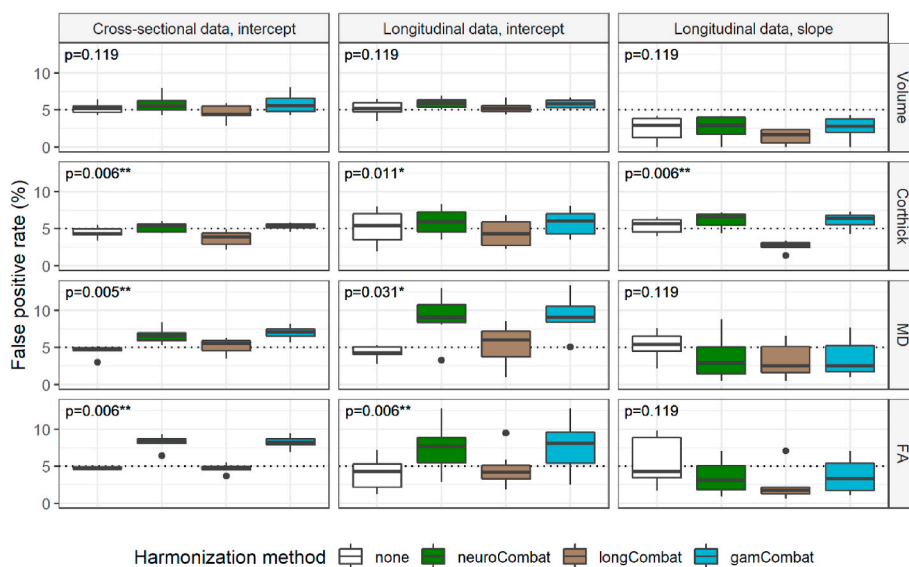 Cross-sectional data, intercept
Longitudinal data, intercept
Longitudinal data, slope
False positive rate (%)
p=0.119
p=0.119
p=0.119
Volume
10
5
0
p=0.006**
p=0.011*
p=0.006**
Corthick
10
5
0
p=0.005**
p=0.031*
p=0.119
MD
10
5
0
p=0.006**
p=0.006**
p=0.119
FA
10
5
0
Harmonization method none neuroCombat longCombat gamCombat